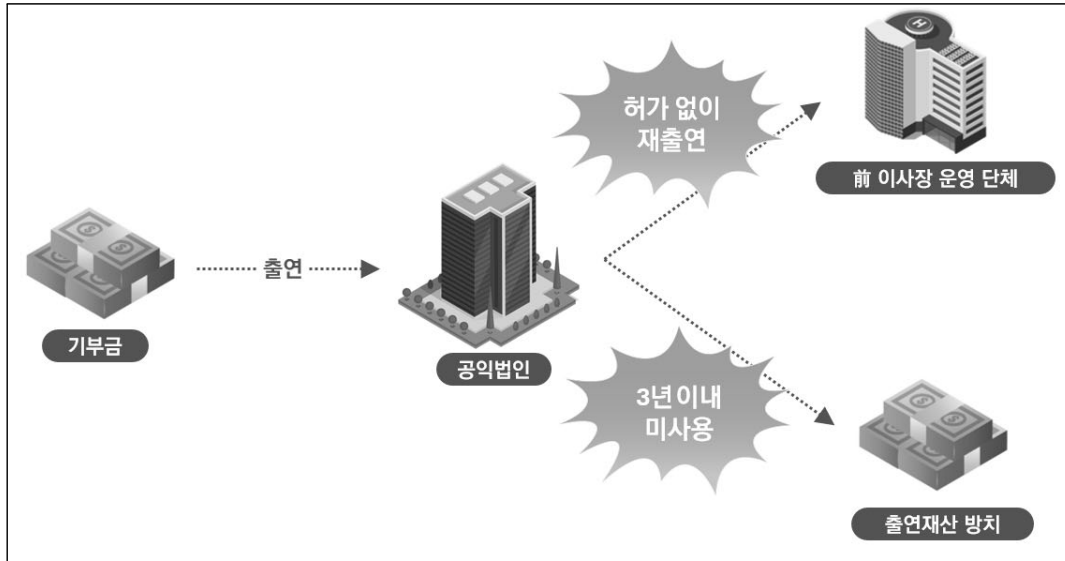 허가 없이
재출연
前 이사장 운영 단체
출연
기부금
공익법인
3년 이내
미사용
출연재산 방치